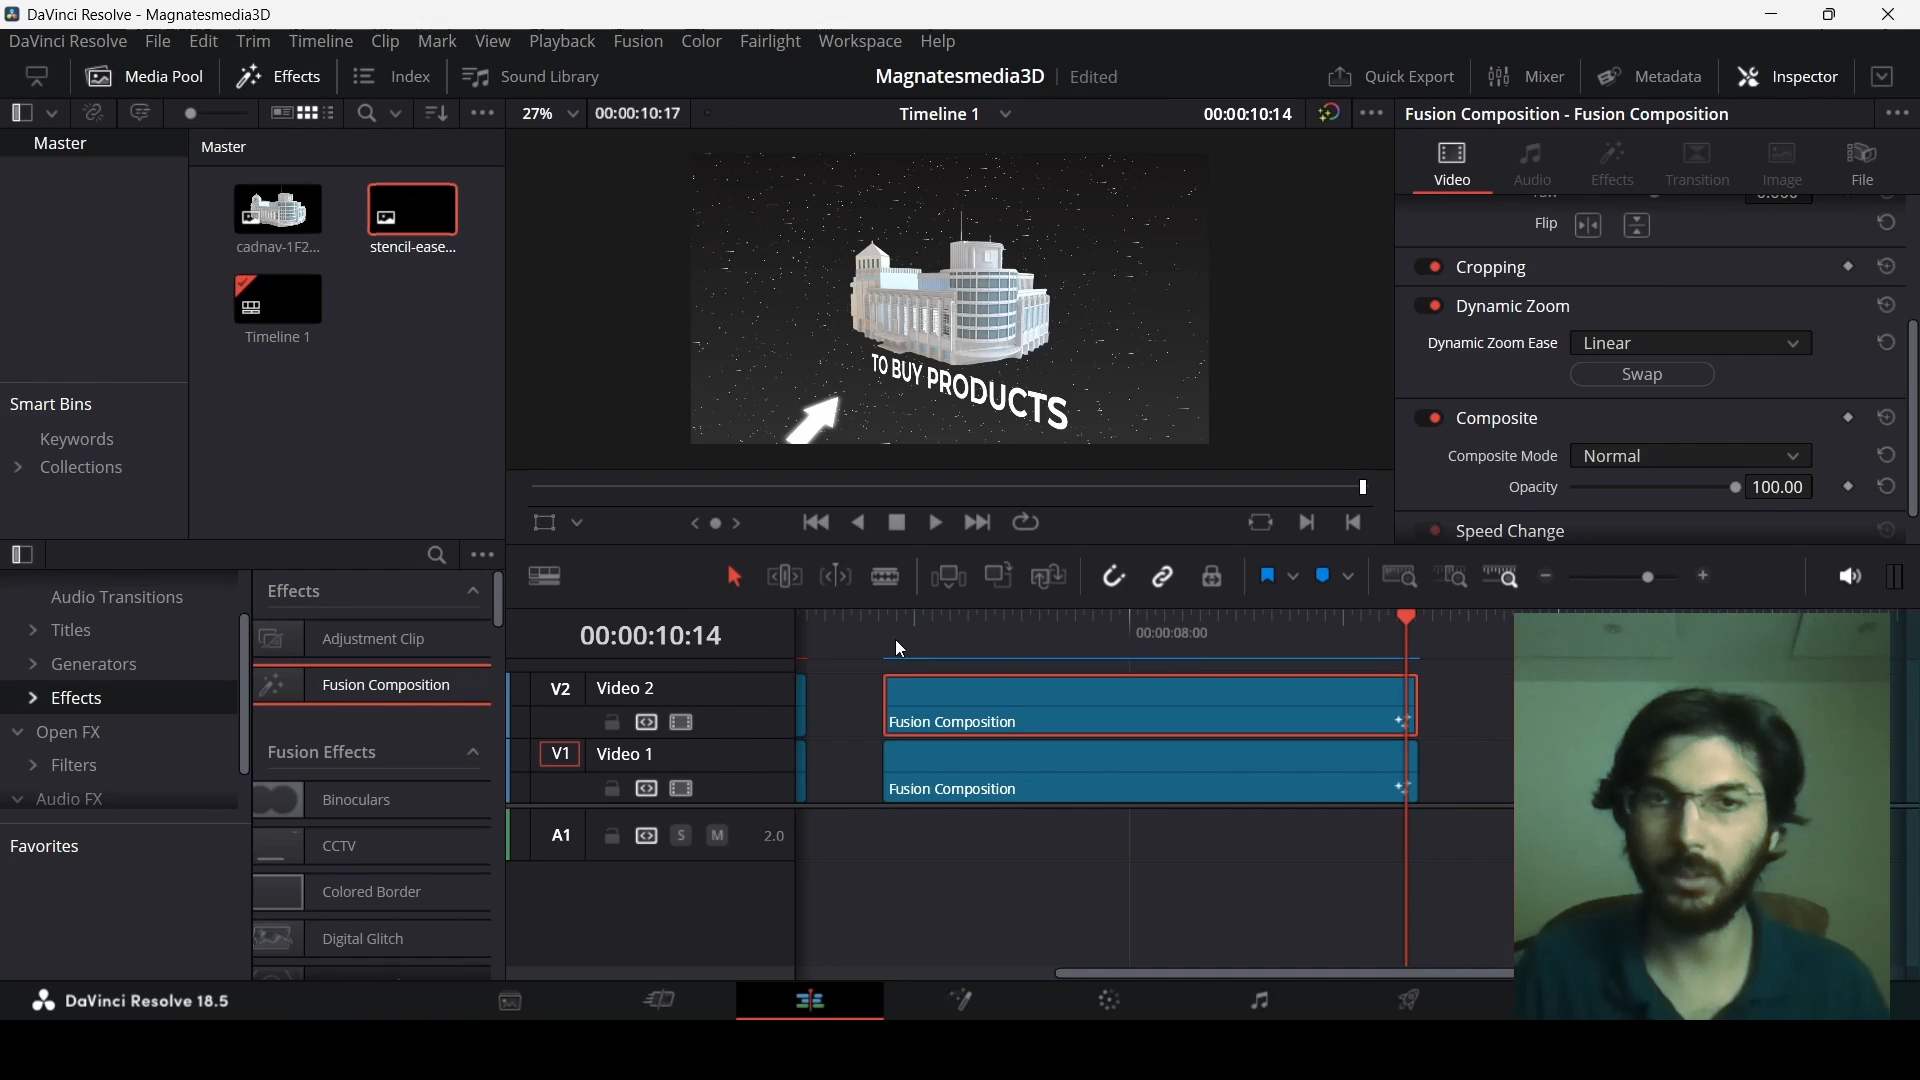 DaVinci Resolve - Magnatesmedia3D
DaVinci Resolve File Edit Trim Timeline Clip Mark View Playback Fusion Color Fairlight Workspace Help
Media Pool Effects Index Sound Library Magnatesmedia3D Edited Quick Export Mixer Metadata Inspector
27% 00:00:10:17 Timeline 1 00:00:10:14 Fusion Composition - Fusion Composition
Master Master
Video Audio Effects Transition Image File
cadnav-1F2... stencil-ease...
Timeline 1
Flip
Cropping
Dynamic Zoom
Dynamic Zoom Ease Linear
Swap
Composite
Composite Mode Normal
Opacity 100.00
Speed Change
TO BUY PRODUCTS
Smart Bins
Keywords
Collections
Audio Transitions
Titles
Generators
Effects
Open FX
Filters
Audio FX
Favorites
Effects
Adjustment Clip
Fusion Composition
Fusion Effects
Binoculars
CCTV
Colored Border
Digital Glitch
00:00:10:14 00:00:08:00
V2 Video 2
Fusion Composition
V1 Video 1
Fusion Composition
A1 S M 2.0
DaVinci Resolve 18.5